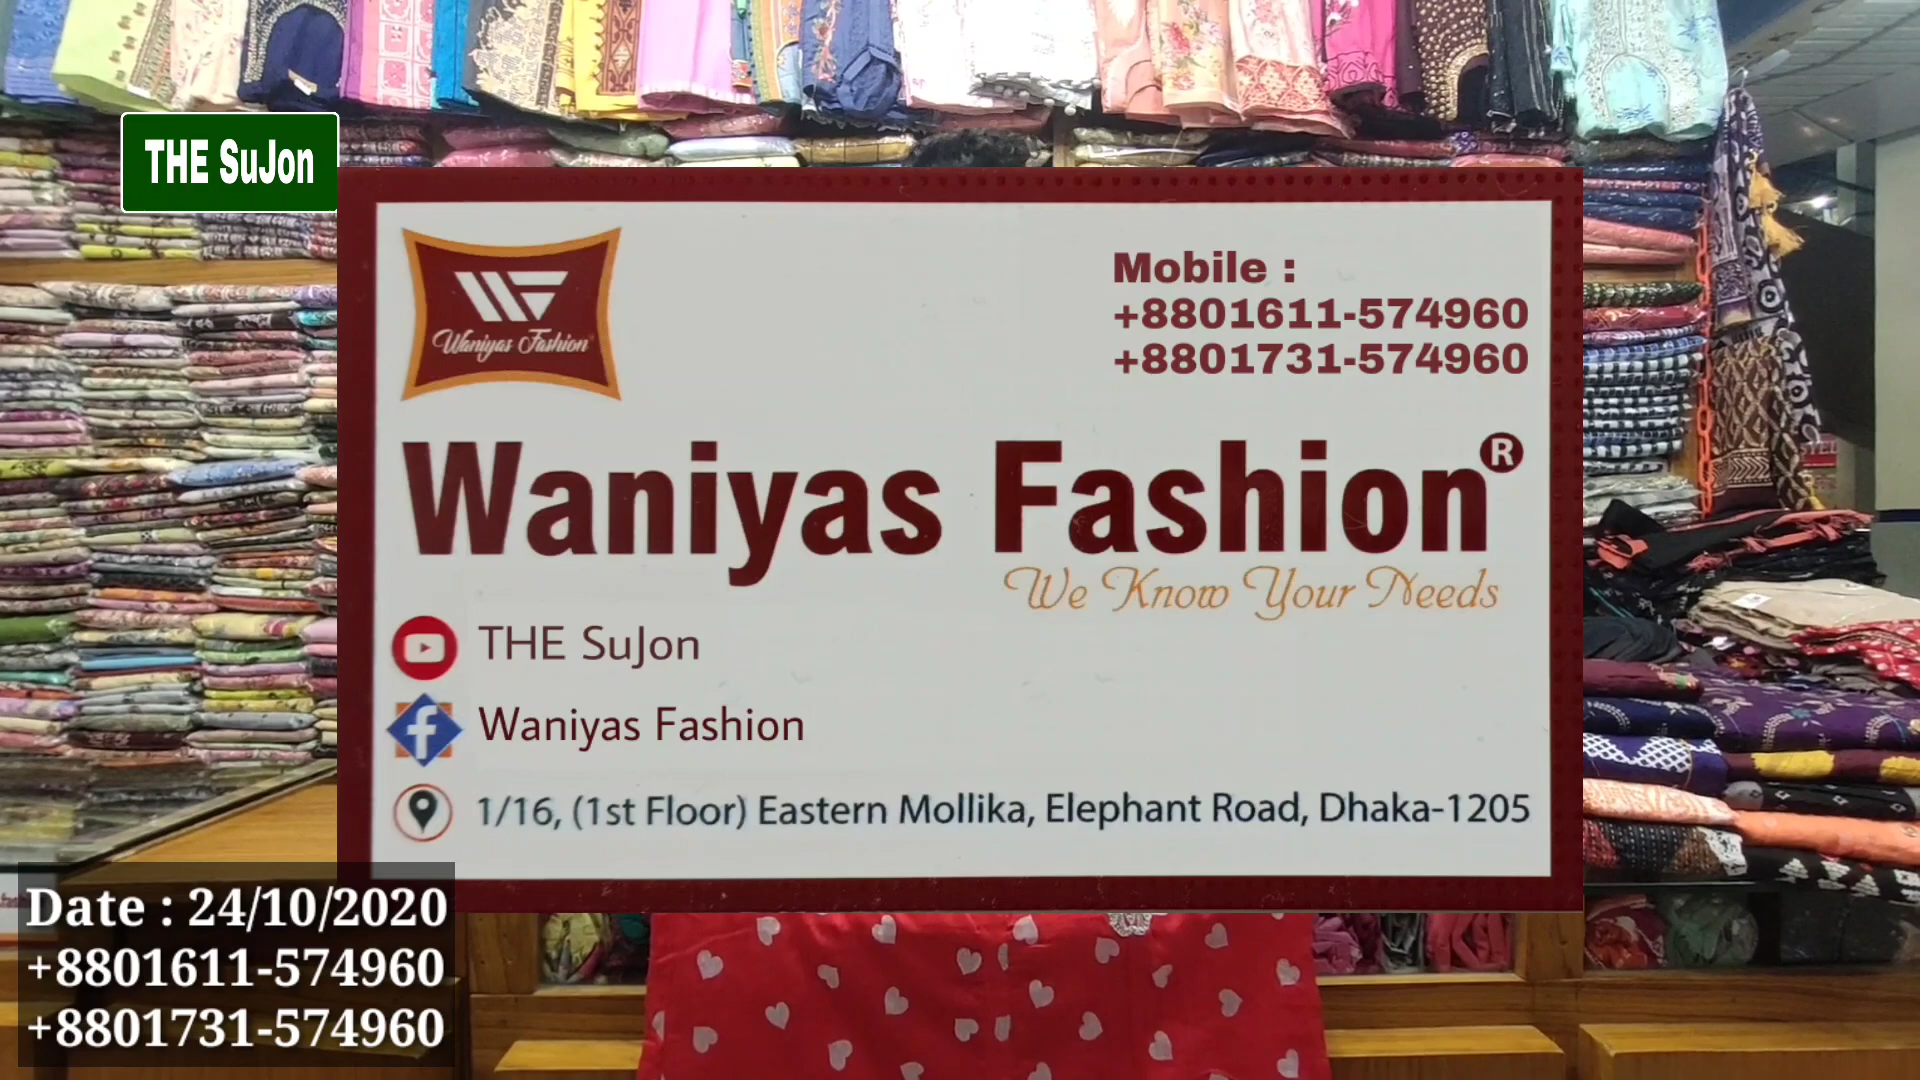 THE SuJon
Waniyas Fashion
Mobile :
+8801611-574960
+8801731-574960
Waniyas Fashion®
We Know Your Needs
THE SuJon
Waniyas Fashion
1/16, (1st Floor) Eastern Mollika, Elephant Road, Dhaka-1205
Date : 24/10/2020
+8801611-574960
+8801731-574960